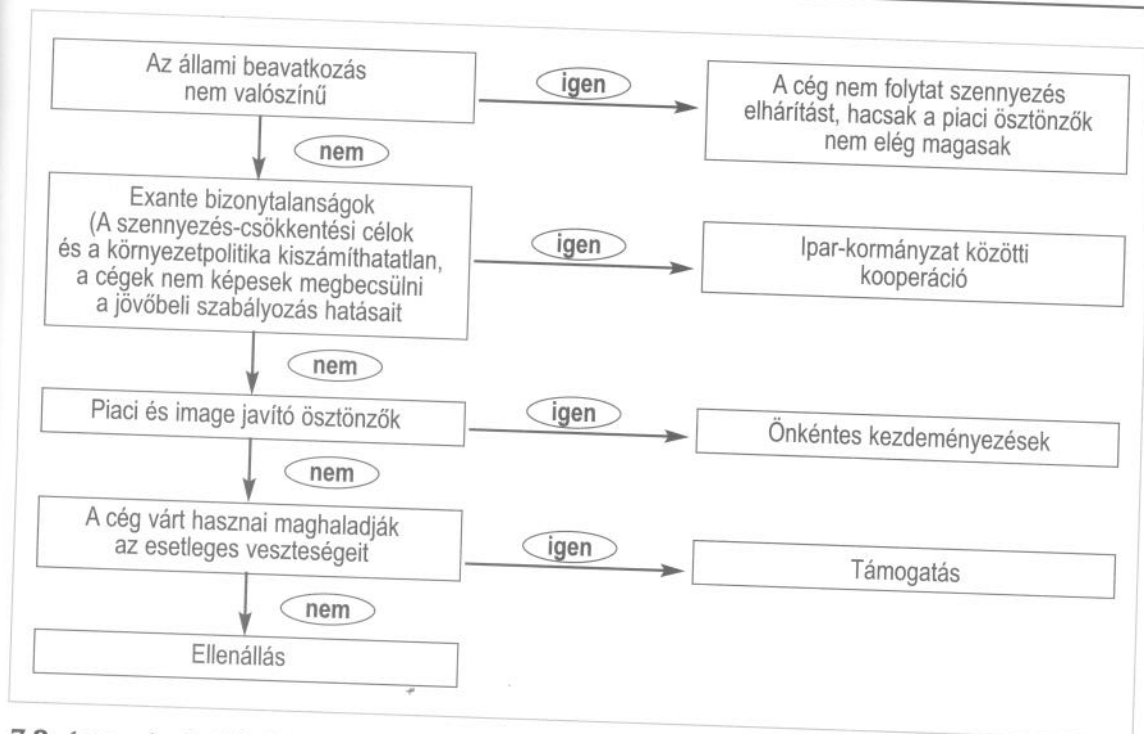 Az állami beavatkozás
nem valószínű
igen
A cég nem folytat szennyezés
elhárítást, hacsak a piaci ösztönzők
nem elég magasak
nem
Exante bizonytalanságok
(A szennyezés-csökkentési célok
és a környezetpolitika kiszámíthatatlan,
a cégek nem képesek megbecsülni
a jövőbeli szabályozás hatásait
igen
Ipar-kormányzat közötti
kooperáció
nem
Piaci és image javító ösztönzők
igen
Önkéntes kezdeményezések
nem
A cég várt hasznai maghaladják
az esetleges veszteségeit
igen
Támogatás
nem
Ellenállás